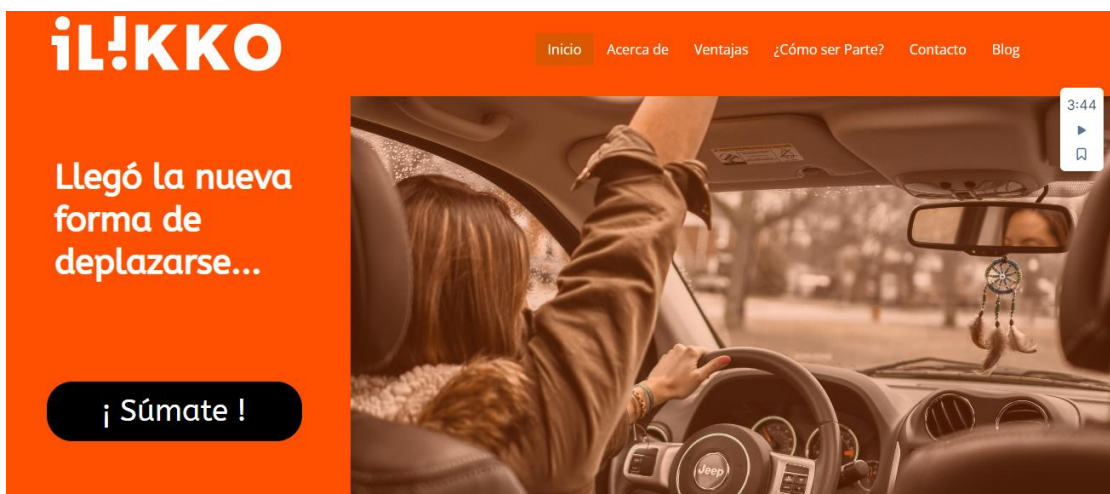 iL!KKO
Inicio Acerca de Ventajas ¿Cómo ser Parte? Contacto Blog
3:44
Llegó la nueva
forma de
deplazarse...
¡ Súmate !
Jeep